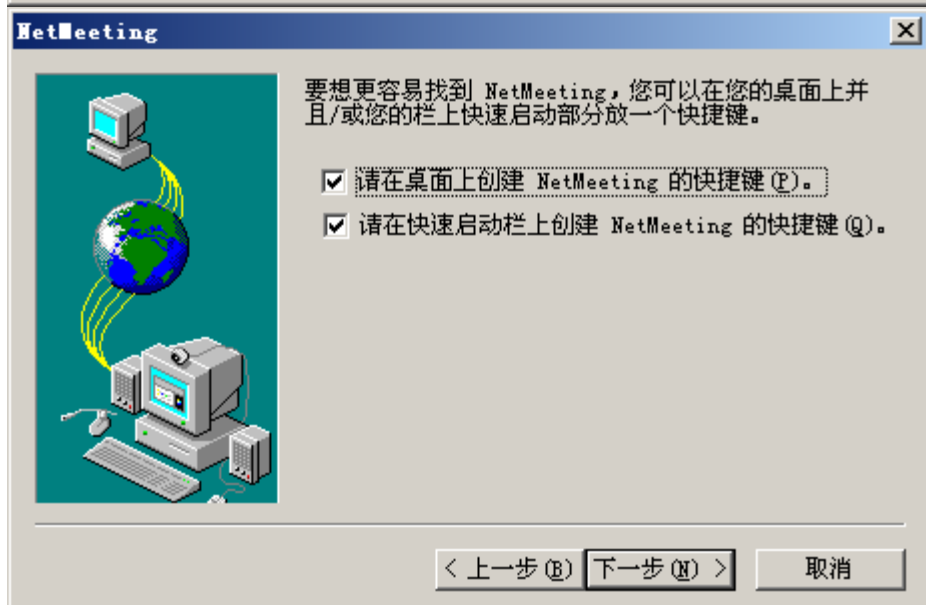 NetMeeting
要想更容易找到 NetMeeting，您可以在您的桌面上并
且/或您的栏上快速启动部分放一个快捷键。
请在桌面上创建 NetMeeting 的快捷键(P)。
请在快速启动栏上创建 NetMeeting 的快捷键(Q)。
< 上一步(B) 下一步(N) > 取消